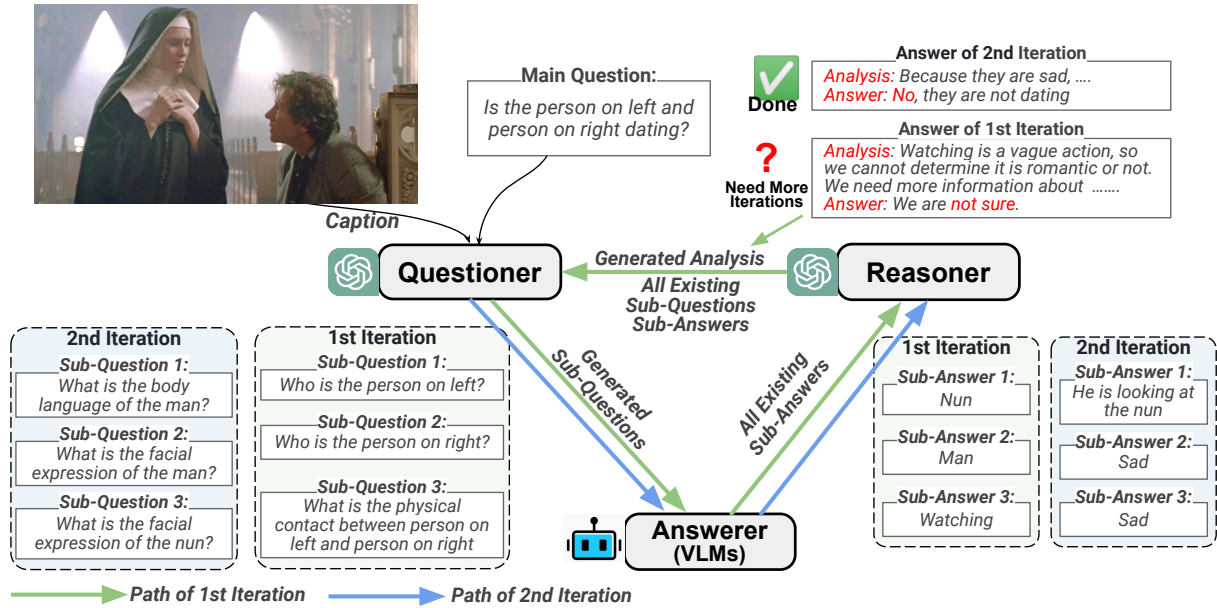 Main Question:
Is the person on left and
person on right dating?
Done
Answer of 2nd Iteration
Analysis: Because they are sad, ....
Answer: No, they are not dating
?
Need More
Iterations
Answer of 1st Iteration
Analysis: Watching is a vague action, so
we cannot determine it is romantic or not.
We need more information about .......
Answer: We are not sure.
Caption
Questioner
Generated Analysis
All Existing
Sub-Questions
Sub-Answers
Reasoner
2nd Iteration
Sub-Question 1:
What is the body
language of the man?
Sub-Question 2:
What is the facial
expression of the man?
Sub-Question 3:
What is the facial
expression of the nun?
1st Iteration
Sub-Question 1:
Who is the person on left?
Sub-Question 2:
Who is the person on right?
Sub-Question 3:
What is the physical
contact between person on
left and person on right
Generated
Sub-Questions
All Existing
Sub-Answers
Answerer
(VLMs)
1st Iteration
Sub-Answer 1:
Nun
Sub-Answer 2:
Man
Sub-Answer 3:
Watching
2nd Iteration
Sub-Answer 1:
He is looking at
the nun
Sub-Answer 2:
Sad
Sub-Answer 3:
Sad
Path of 1st Iteration
Path of 2nd Iteration